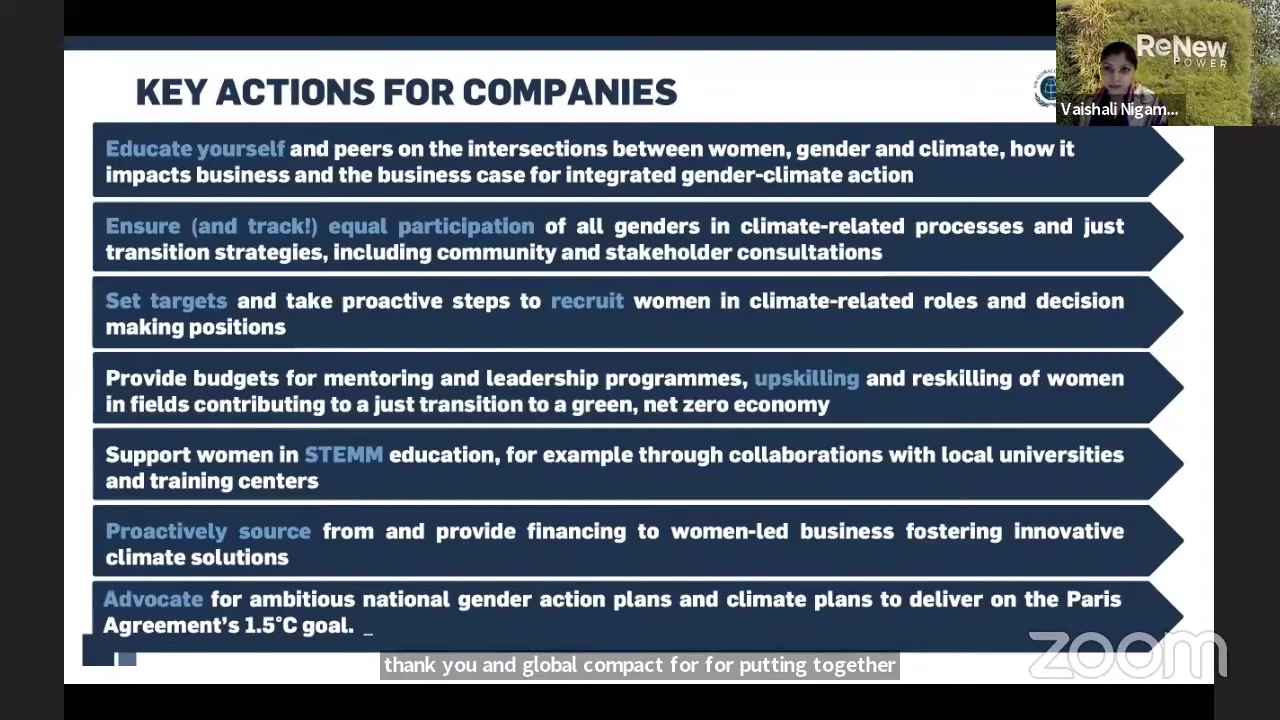 KEY ACTIONS FOR COMPANIES
ReNew
POWER
Vaishali Nigam...
Educate yourself and peers on the intersections between women, gender and climate, how it
impacts business and the business case for integrated gender-climate action
Ensure (and track!) equal participation of all genders in climate-related processes and just
transition strategies, including community and stakeholder consultations
Set targets and take proactive steps to recruit women in climate-related roles and decision
making positions
Provide budgets for mentoring and leadership programmes, upskilling and reskilling of women
in fields contributing to a just transition to a green, net zero economy
Support women in STEMM education, for example through collaborations with local universities
and training centers
Proactively source from and provide financing to women-led business fostering innovative
climate solutions
Advocate for ambitious national gender action plans and climate plans to deliver on the Paris
Agreement's 1.5°C goal. _
thank you and global compact for for putting together
zoom